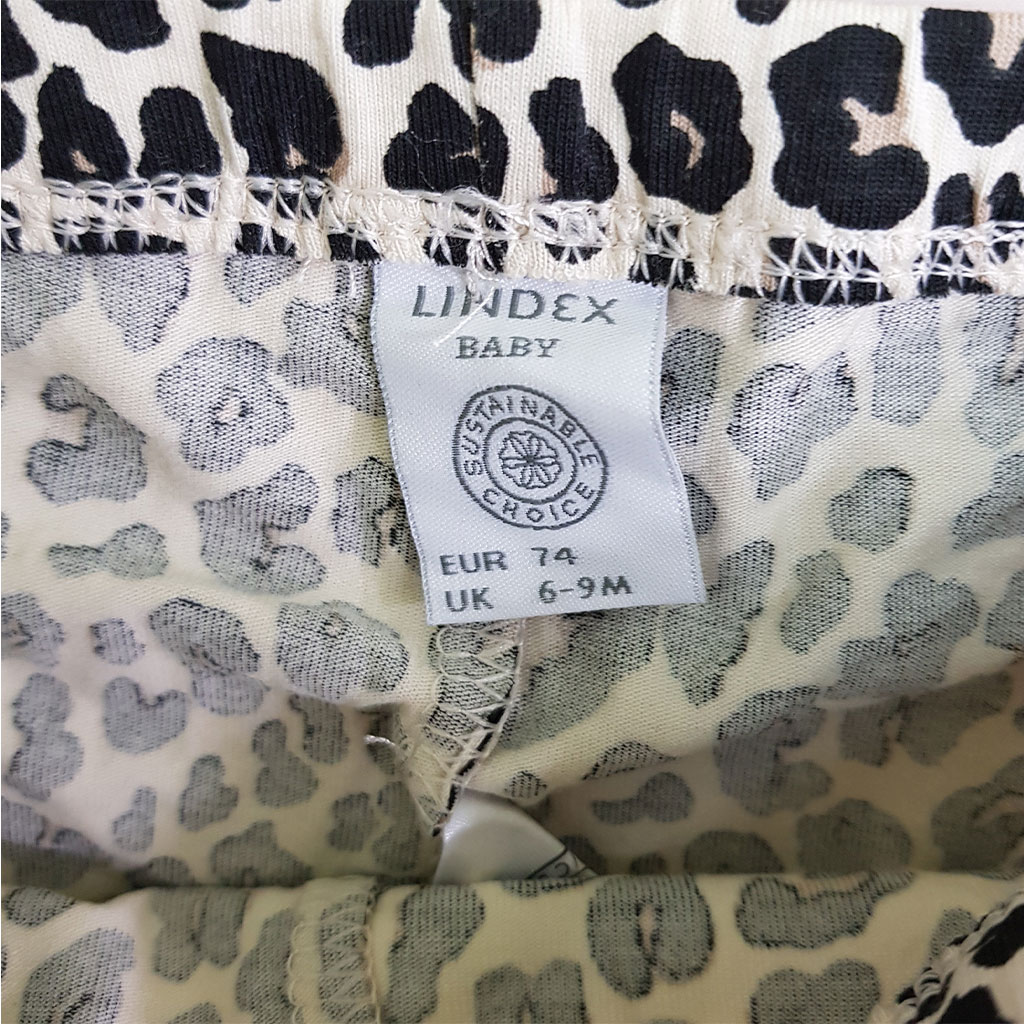 LINDEX
BABY
SUSTAINABLE
CHOICE
EUR 74
UK 6-9M